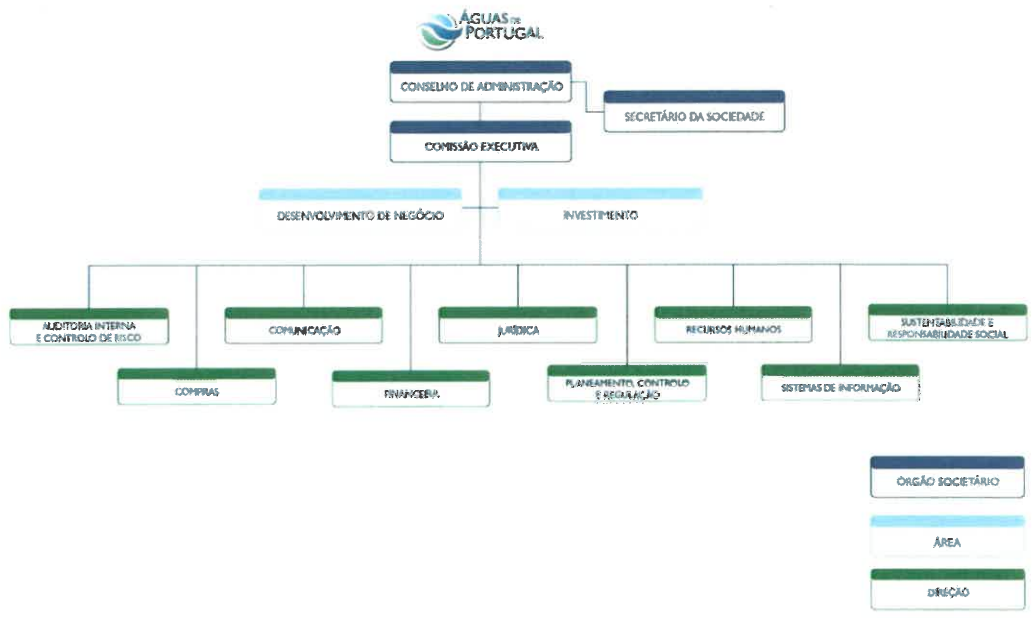 ÁGUAS DE
PORTUGAL
CONSELHO DE ADMINISTRAÇÃO
SECRETÁRIO DA SOCIEDADE
COMISSÃO EXECUTIVA
DESENVOLVIMENTO DE NEGÓCIO
INVESTIMENTO
AUDITORIA INTERNA
E CONTROLO DE RISCO
COMUNICAÇÃO
JURÍDICA
RECURSOS HUMANOS
SUSTENTABILIDADE E
RESPONSABILIDADE SOCIAL
COMPRAS
FINANCEIRA
PLANEAMENTO, CONTROLO
E REGULAÇÃO
SISTEMAS DE INFORMAÇÃO
ÓRGÃO SOCIETÁRIO
ÁREA
DIREÇÃO